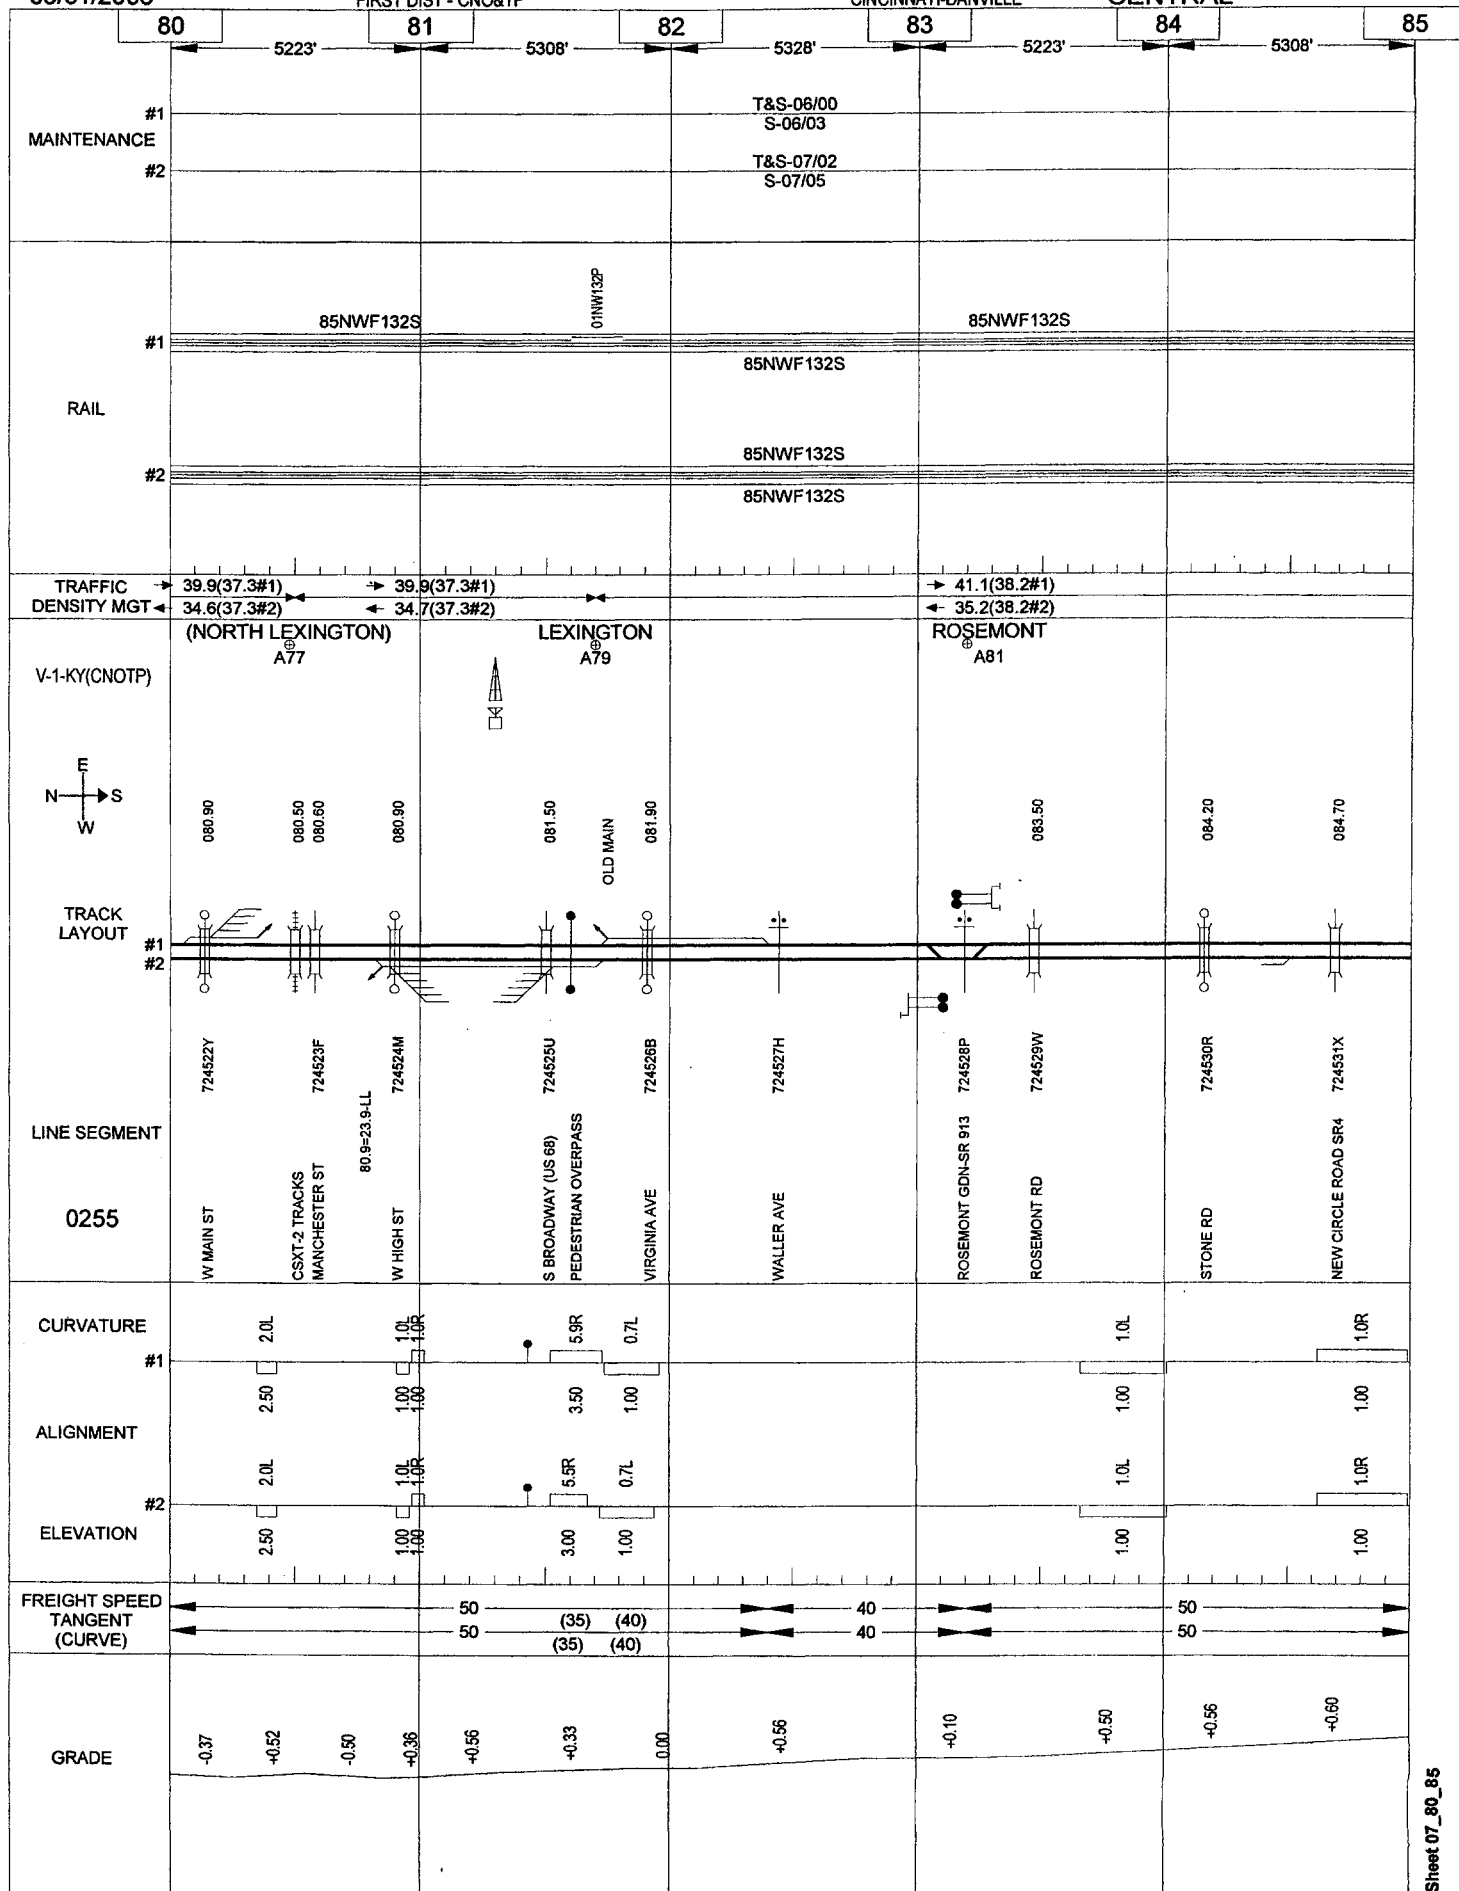 FIRST DIST - CNO&TP CINCINNATI-DANVILLE CENTRAL
80 81 82 83 84 85
5223' 5308' 5328' 5223' 5308'
MAINTENANCE
#1 T&S-06/00
S-06/03
#2 T&S-07/02
S-07/05
RAIL
01NW132P
85NWF132S 85NWF132S
#1
85NWF132S
85NWF132S
#2
85NWF132S
TRAFFIC 39.9(37.3#1) 39.9(37.3#1) 41.1(38.2#1)
DENSITY MGT 34.6(37.3#2) 34.7(37.3#2) 35.2(38.2#2)
(NORTH LEXINGTON) LEXINGTON ROSEMONT
A77 A79 A81
V-1-KY(CNOTP)
E
N S
W
080.90 080.50 080.60 080.90 081.50 OLD MAIN 081.90 083.50 084.20 084.70
TRACK
LAYOUT
#1
#2
724522Y 724523F 724524M 724525U 724526B 724527H 724528P 724529W 724530R 724531X
80.9=23.9-LL
LINE SEGMENT
0255
W MAIN ST
CSXT-2 TRACKS
MANCHESTER ST
W HIGH ST
S BROADWAY (US 68)
PEDESTRIAN OVERPASS
VIRGINIA AVE
WALLER AVE
ROSEMONT GDN-SR 913
ROSEMONT RD
STONE RD
NEW CIRCLE ROAD SR4
CURVATURE
2.0L 1.0L 1.0R 5.9R 0.7L 1.0L 1.0R
#1
2.50 1.00 1.00 3.50 1.00 1.00 1.00
ALIGNMENT
2.0L 1.0L 1.0R 5.5R 0.7L 1.0L 1.0R
#2
ELEVATION
2.50 1.00 1.00 3.00 1.00 1.00 1.00
FREIGHT SPEED
TANGENT
(CURVE)
50 40 50
(35) (40)
50 40 50
(35) (40)
GRADE
-0.37 +0.52 -0.50 +0.36 +0.56 +0.33 0.00 +0.56 +0.10 +0.50 +0.56 +0.60
Sheet 07_80_85